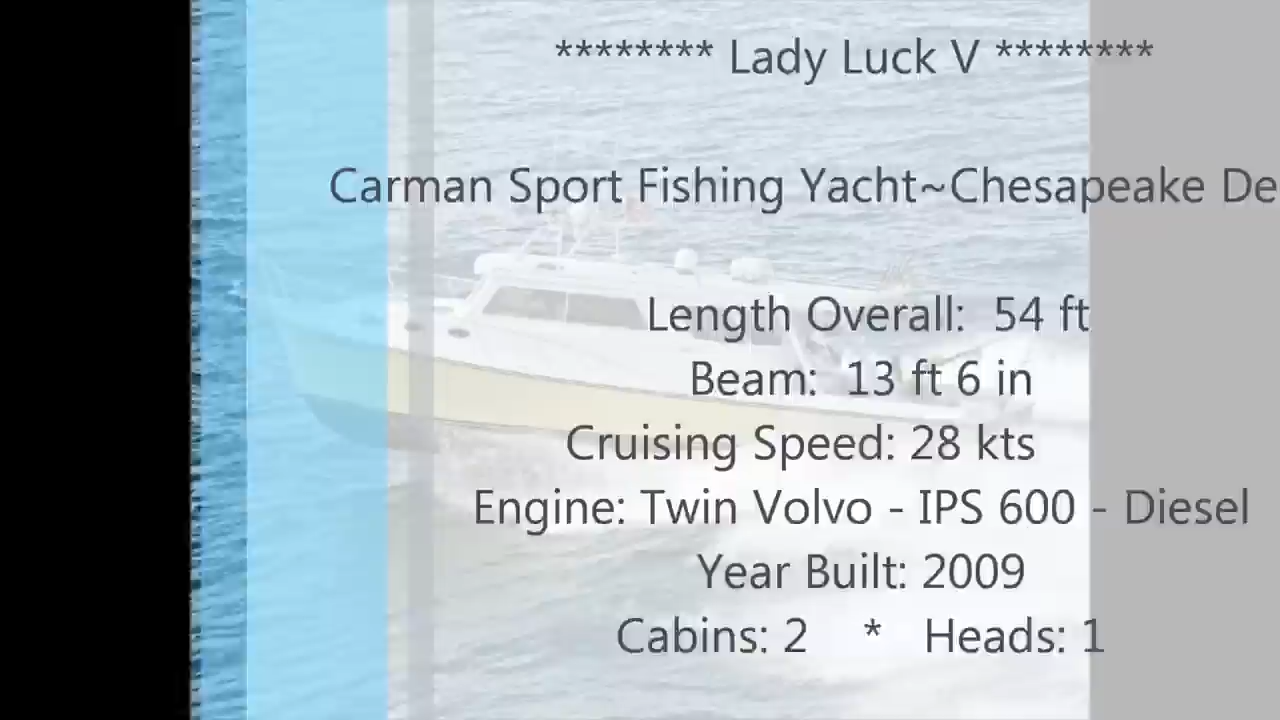 ******** Lady Luck V ********
Carman Sport Fishing Yacht~Chesapeake De
Length Overall:  54 ft
Beam:  13 ft 6 in
Cruising Speed: 28 kts
Engine: Twin Volvo - IPS 600 - Diesel
Year Built: 2009
Cabins: 2    *   Heads: 1